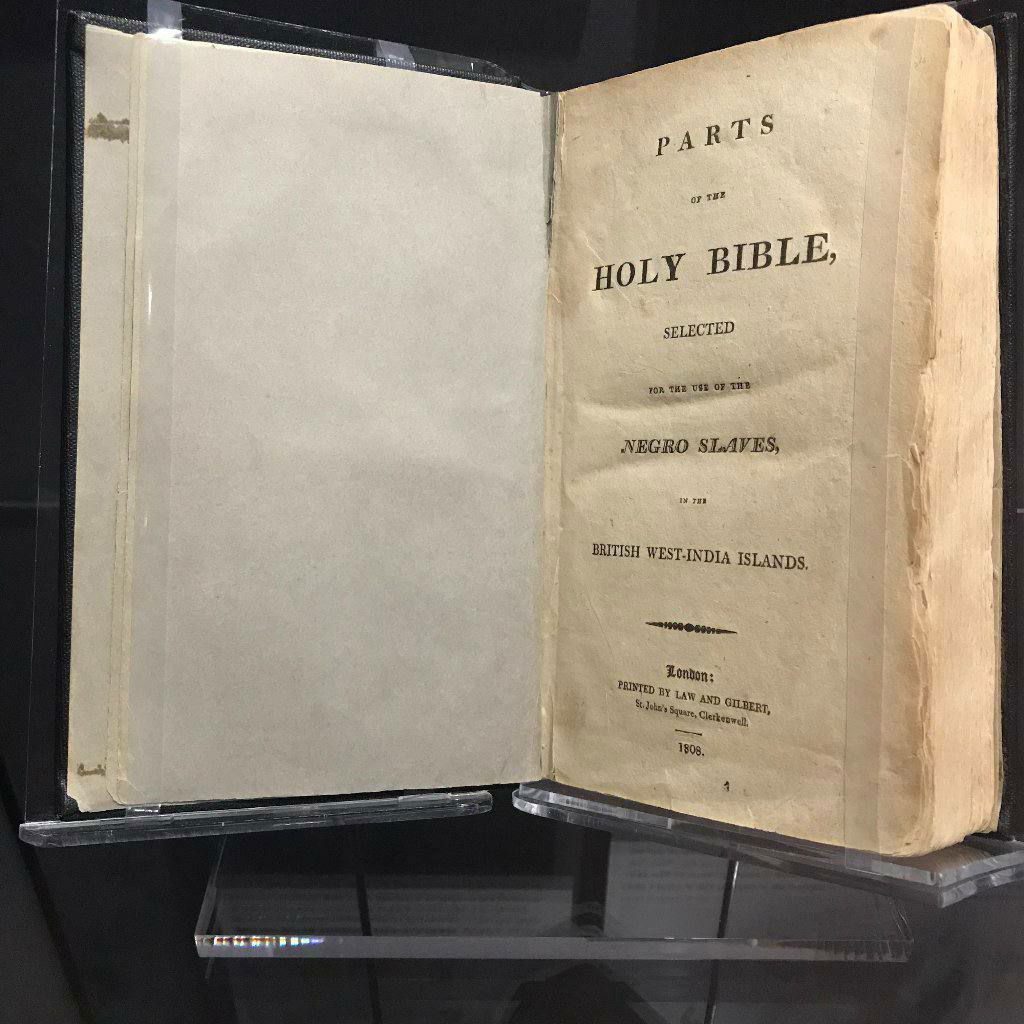 PARTS
OF THE
HOLY BIBLE,
SELECTED
FOR THE USE OF THE
NEGRO SLAVES,
IN THE
BRITISH WEST-INDIA ISLANDS.
London:
PRINTED BY LAW AND GILBERT,
St. John's Square, Clerkenwell.
1808.